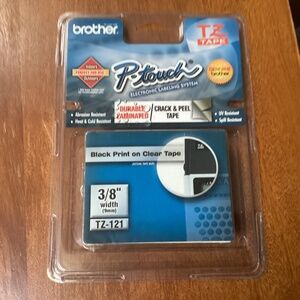 brother
TZ
TAPE
P-touch
ELECTRONIC LABELING SYSTEM
brother
DURABLE
LAMINATED
CRACK & PEEL
TAPE
• Abrasion Resistant
• Heat & Cold Resistant
• UV Resistant
• Spill Resistant
Black Print on Clear Tape
3/8"
width
(9mm)
TZ-121